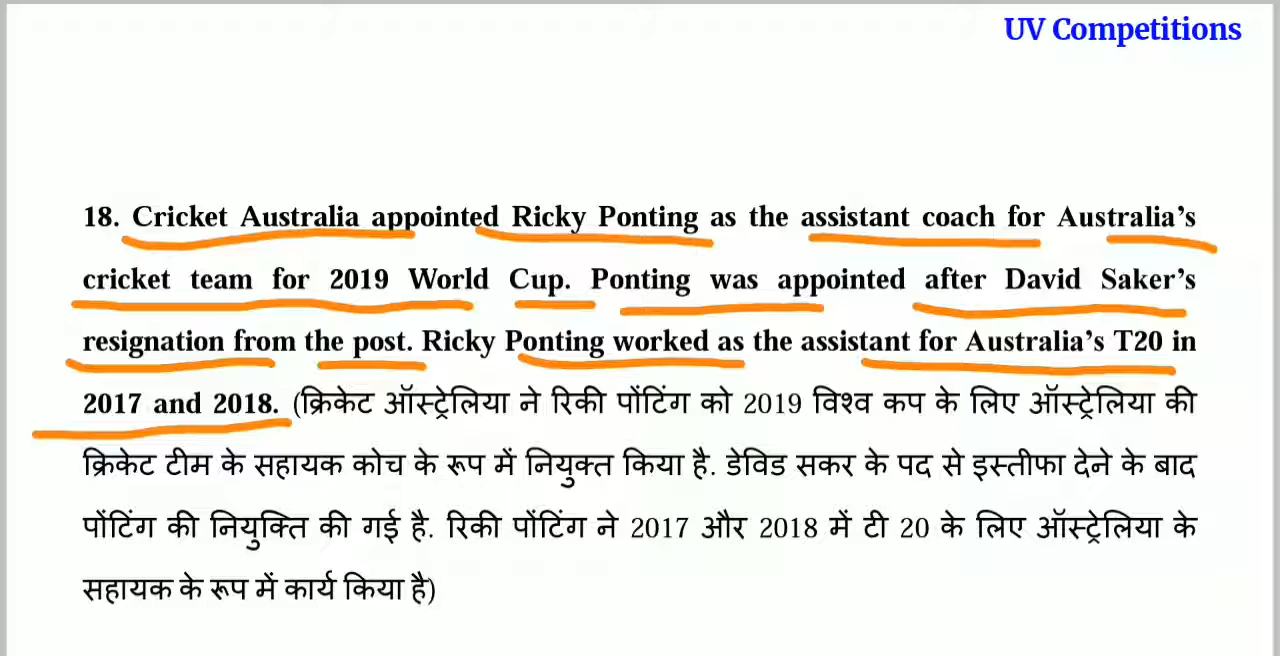 UV Competitions
18. Cricket Australia appointed Ricky Ponting as the assistant coach for Australia’s
cricket team for 2019 World Cup. Ponting was appointed after David Saker’s
resignation from the post. Ricky Ponting worked as the assistant for Australia’s T20 in
2017 and 2018. (क्रिकेट ऑस्ट्रेलिया ने रिकी पोंटिंग को 2019 विश्व कप के लिए ऑस्ट्रेलिया की
क्रिकेट टीम के सहायक कोच के रूप में नियुक्त किया है. डेविड सकर के पद से इस्तीफा देने के बाद
पोंटिंग की नियुक्ति की गई है. रिकी पोंटिंग ने 2017 और 2018 में टी 20 के लिए ऑस्ट्रेलिया के
सहायक के रूप में कार्य किया है)